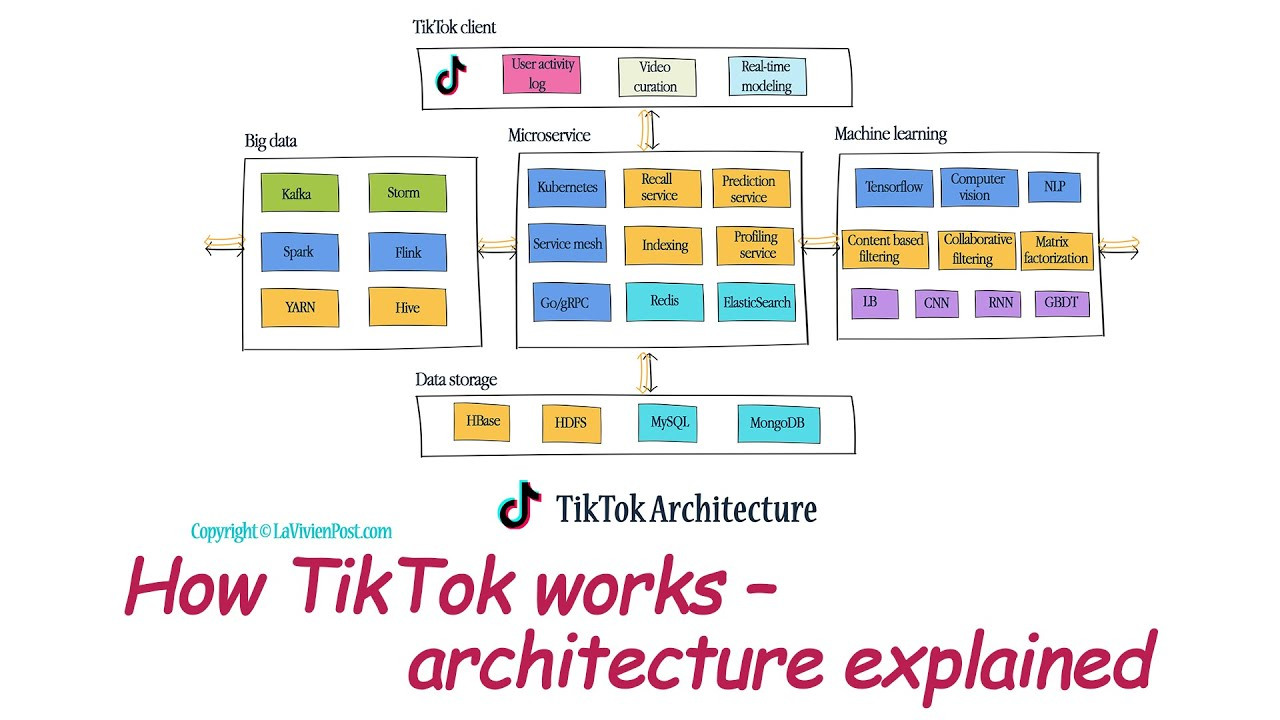 TikTok client
User activity
log
Video
curation
Real-time
modeling
Big data
Kafka
Storm
Spark
Flink
YARN
Hive
Microservice
Kubernetes
Recall
service
Prediction
service
Service mesh
Indexing
Profiling
service
Go/gRPC
Redis
ElasticSearch
Machine learning
Tensorflow
Computer
vision
NLP
Content based
filtering
Collaborative
filtering
Matrix
factorization
LB
CNN
RNN
GBDT
Data storage
HBase
HDFS
MySQL
MongoDB
TikTok Architecture
Copyright © LaVivienPost.com
How TikTok works –
architecture explained